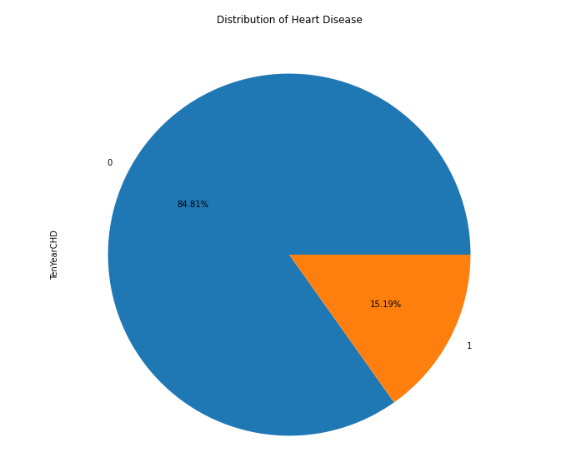 Distribution of Heart Disease
0
84.81%
TenYearCHD
15.19%
1